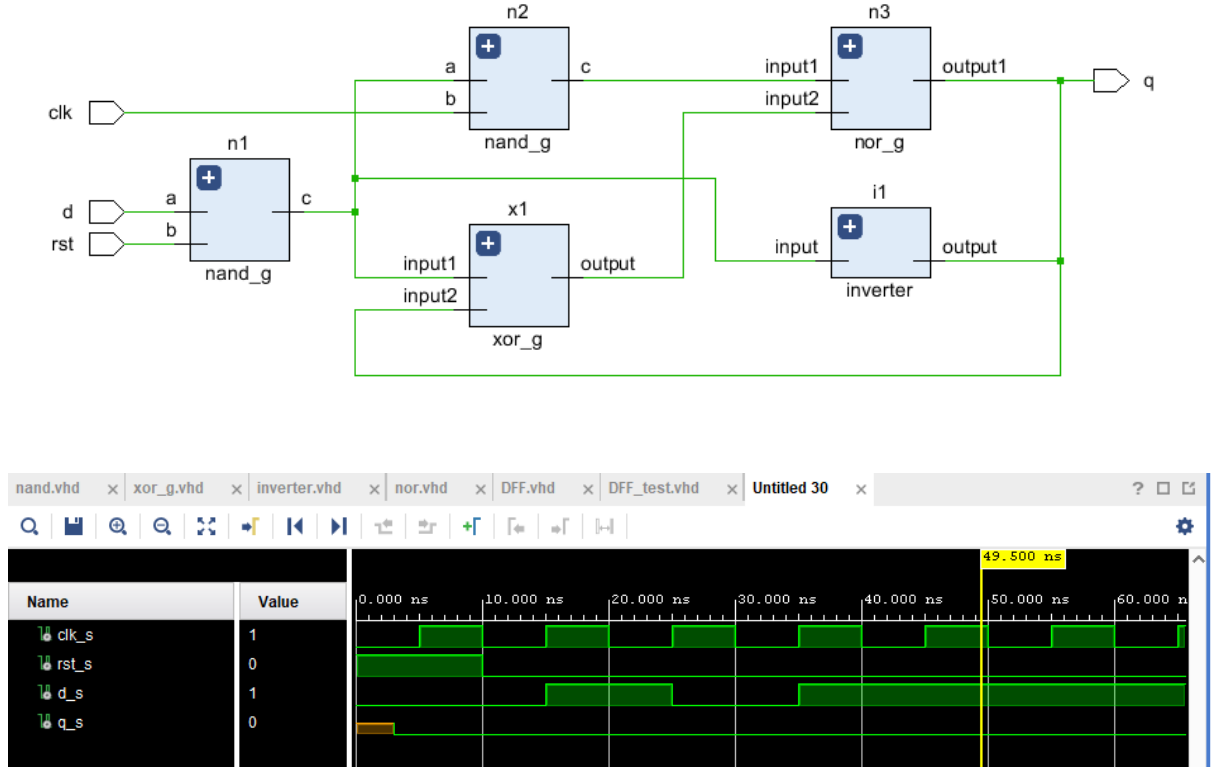 n2
n3
a
c
input1
output1
q
b
input2
clk
nand_g
nor_g
n1
d
a
c
x1
i1
rst
b
input
output
nand_g
input1
output
inverter
input2
xor_g
nand.vhd xor_g.vhd inverter.vhd nor.vhd DFF.vhd DFF_test.vhd Untitled 30
49.500 ns
Name Value 0.000 ns 10.000 ns 20.000 ns 30.000 ns 40.000 ns 50.000 ns 60.000 n
clk_s 1
rst_s 0
d_s 1
q_s 0